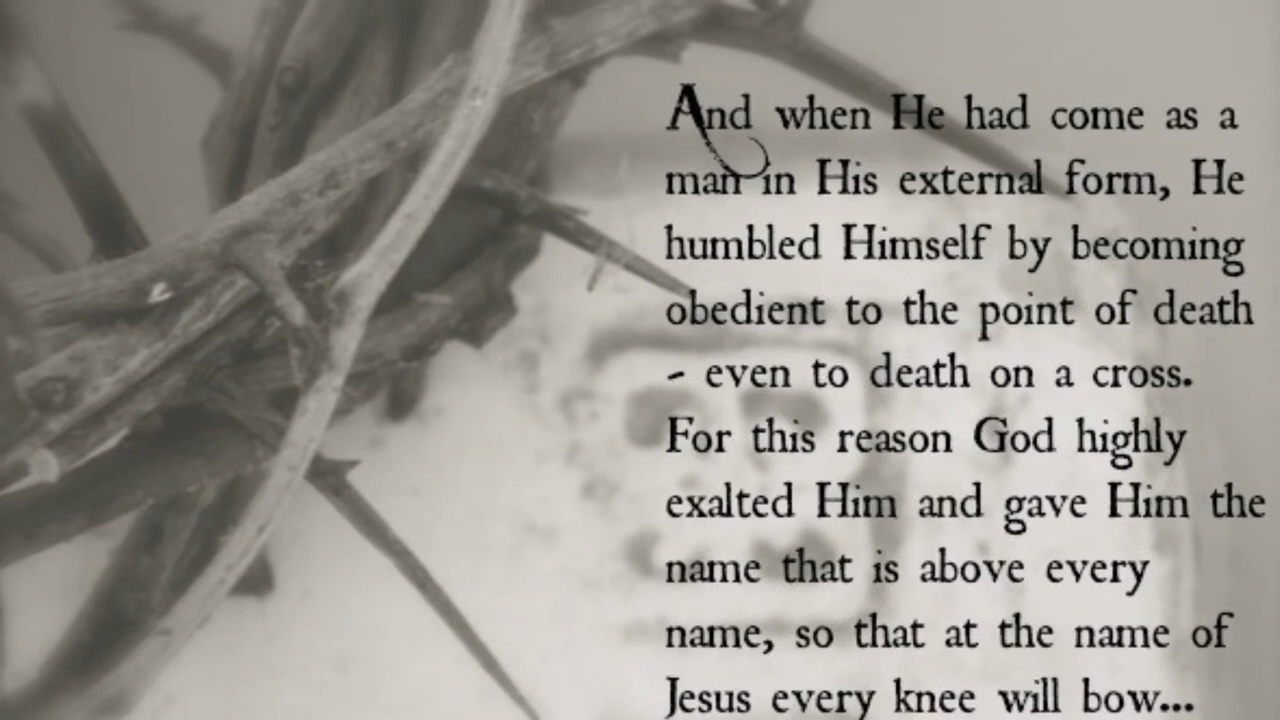 And when He had come as a
man in His external form, He
humbled Himself by becoming
obedient to the point of death
- even to death on a cross.
For this reason God highly
exalted Him and gave Him the
name that is above every
name, so that at the name of
Jesus every knee will bow...